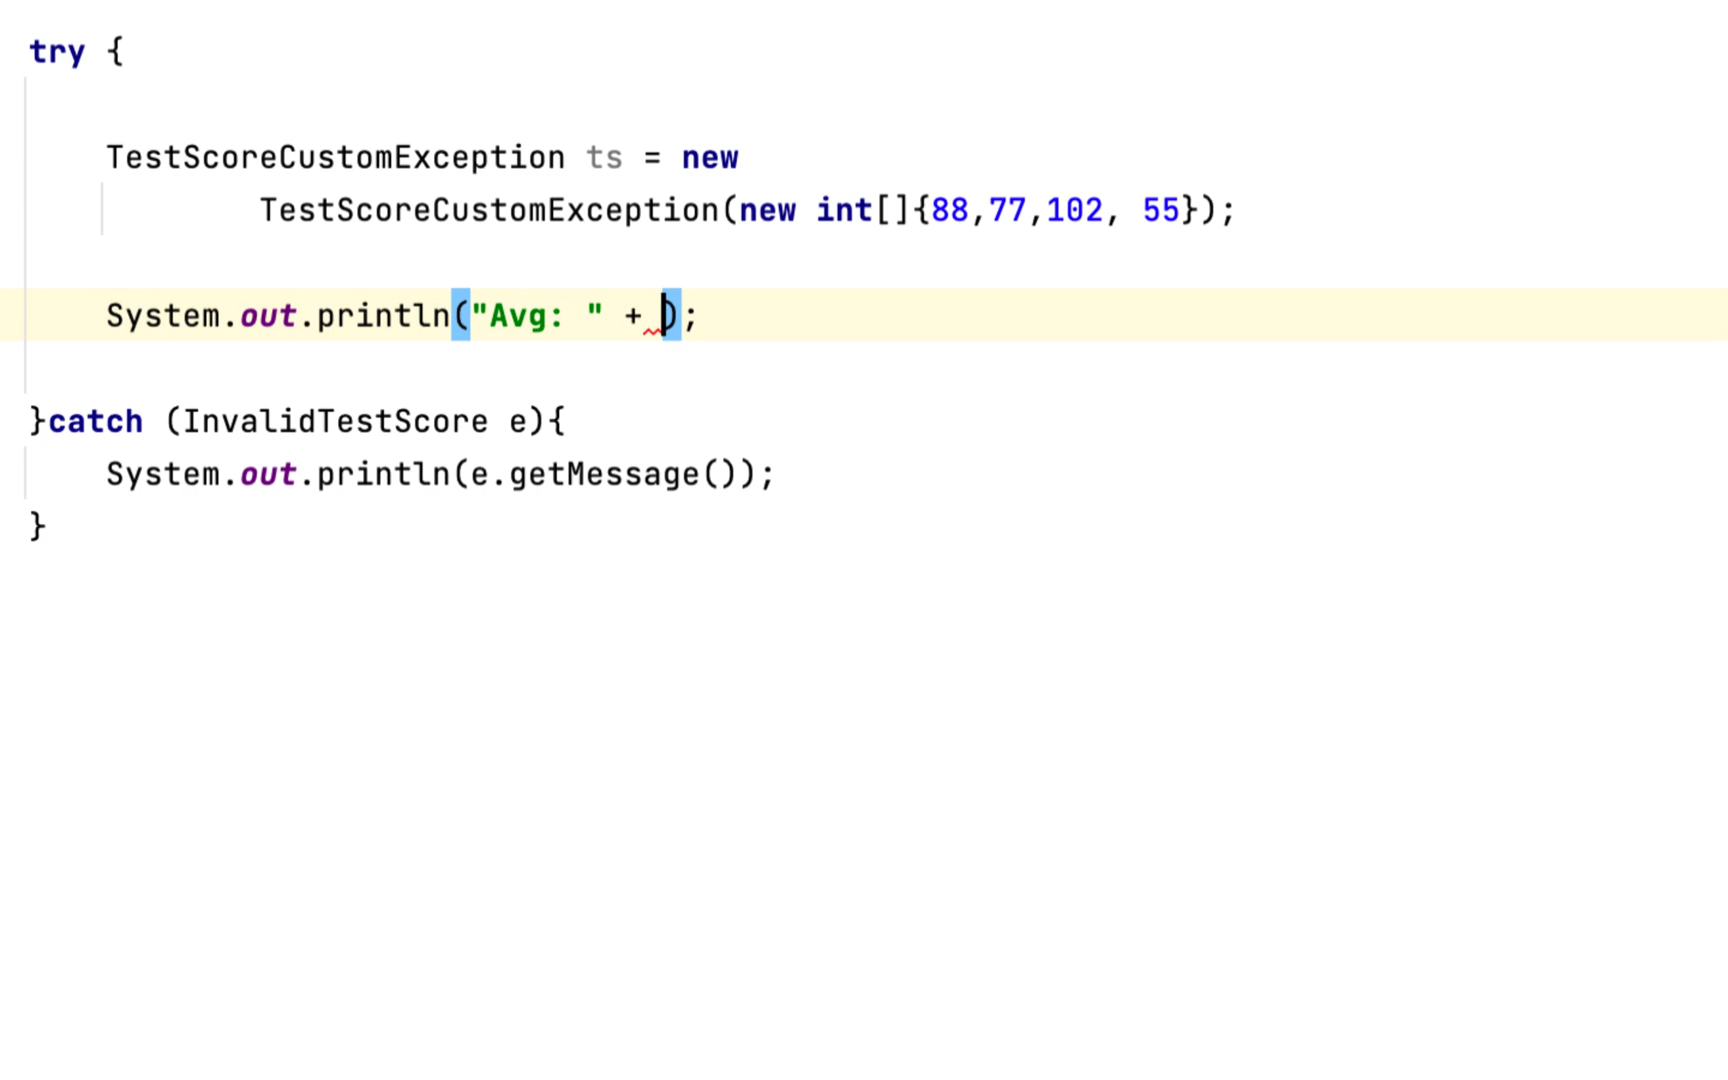 try {
TestScoreCustomException ts = new
TestScoreCustomException(new int[]{88,77,102, 55});
System.out.println("Avg: " + );
}catch (InvalidTestScore e){
System.out.println(e.getMessage());
}